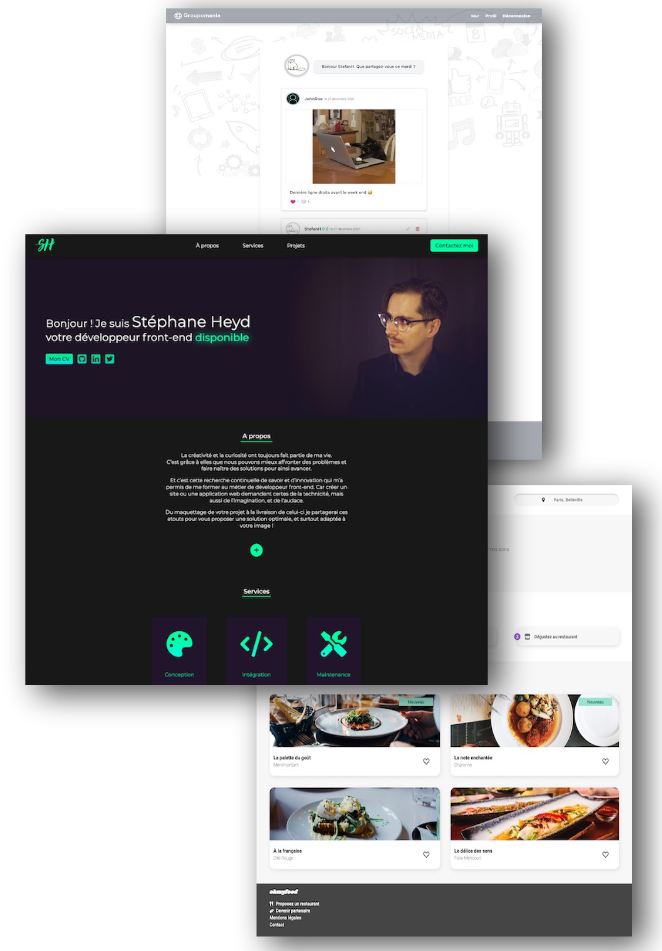 Groupomania
Mur Profil Déconnexion
SOCIAL
MEDIA
Bonjour StefanH. Que partagez-vous ce mardi ?
JohnDoe
Dernière ligne droite avant le week end 😄
StefanH
SH
À propos Services Projets
Contactez moi
Bonjour ! Je suis Stéphane Heyd
votre développeur front-end disponible
Mon CV
A propos
La créativité et la curiosité ont toujours fait partie de ma vie.
C'est grâce à elles que nous pouvons mieux affronter des problèmes et
faire naître des solutions pour ainsi avancer.
Et c'est cette recherche continuelle de savoir et d'innovation qui m'a
permis de me former au métier de développeur front-end. Car créer un
site ou une application web demandent certes de la technicité, mais
aussi de l'imagination, et de l'audace.
Du maquettage de votre projet à la livraison de celui-ci je partagerai ces
atouts pour vous proposer une solution optimale, et surtout adaptée à
votre image !
Services
Conception Intégration Maintenance
Paris, Belleville
3 Dégustez au restaurant
Nouveau
Nouveau
La palette du goût
Ménilmontant
La note enchantée
Charonne
À la française
Cité Rouge
Le délice des sens
Folie-Méricourt
ohmyfood
Proposez un restaurant
Devenir partenaire
Mentions légales
Contact